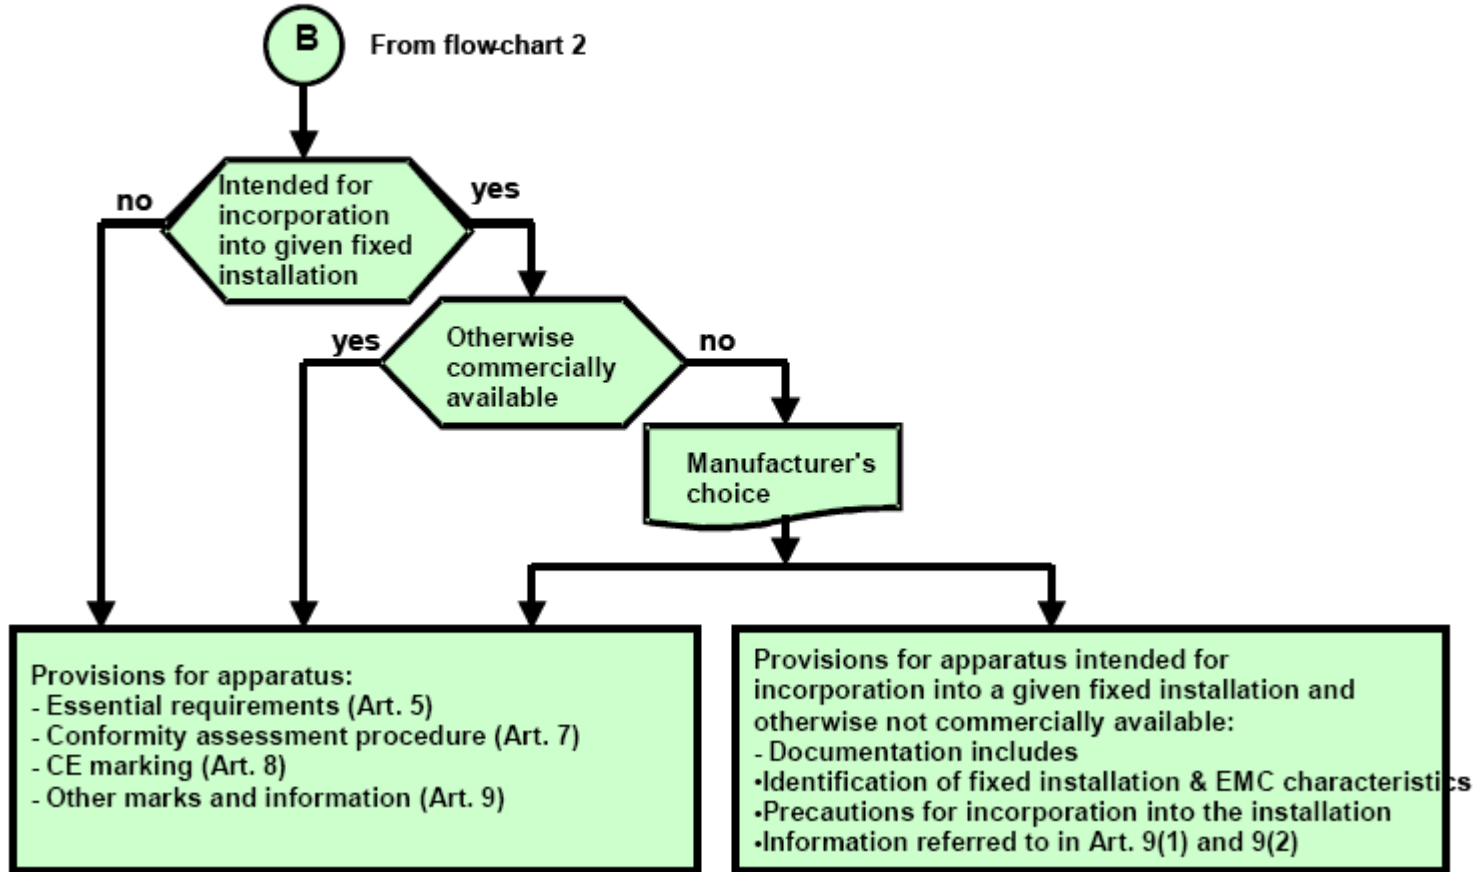 B
From flow-chart 2
no
yes
Intended for
incorporation
into given fixed
installation
yes
no
Otherwise
commercially
available
Manufacturer's
choice
Provisions for apparatus:
- Essential requirements (Art. 5)
- Conformity assessment procedure (Art. 7)
- CE marking (Art. 8)
- Other marks and information (Art. 9)
Provisions for apparatus intended for
incorporation into a given fixed installation and
otherwise not commercially available:
- Documentation includes
•Identification of fixed installation & EMC characteristics
•Precautions for incorporation into the installation
•Information referred to in Art. 9(1) and 9(2)